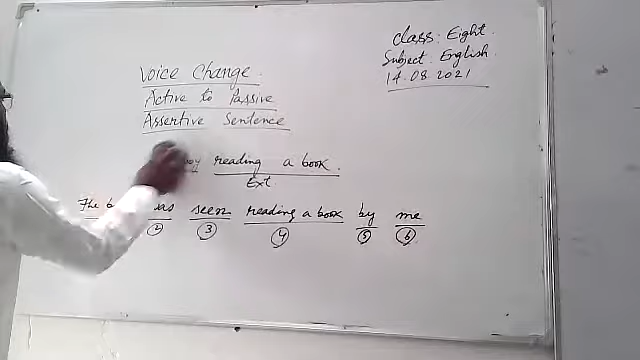 class: Eight.
Subject: English.
14.08.2021
Voice Change.
Active to Passive
Assertive Sentence
boy reading a book.
Ext.
The was seen reading a book by me
2 3 4 5 6